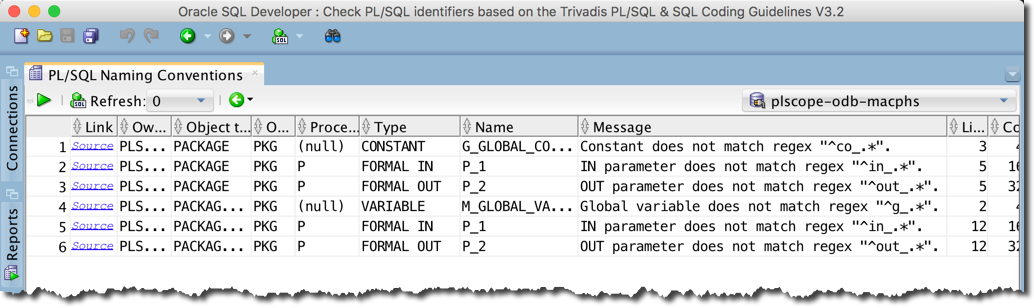 Oracle SQL Developer : Check PL/SQL identifiers based on the Trivadis PL/SQL & SQL Coding Guidelines V3.2
SQL
Connections
Reports
PL/SQL Naming Conventions
SQL Refresh: 0 plscope-odb-macphs
Link Ow... Object t... O... Proce... Type Name Message Li... Co
1 Source PLS... PACKAGE PKG (null) CONSTANT G_GLOBAL_CO... Constant does not match regex "^co_.*". 3 4
2 Source PLS... PACKAGE PKG P FORMAL IN P_1 IN parameter does not match regex "^in_.*". 5 16
3 Source PLS... PACKAGE PKG P FORMAL OUT P_2 OUT parameter does not match regex "^out_.*". 5 32
4 Source PLS... PACKAG... PKG (null) VARIABLE M_GLOBAL_VA... Global variable does not match regex "^g_.*". 2 4
5 Source PLS... PACKAG... PKG P FORMAL IN P_1 IN parameter does not match regex "^in_.*". 12 16
6 Source PLS... PACKAG... PKG P FORMAL OUT P_2 OUT parameter does not match regex "^out_.*". 12 32